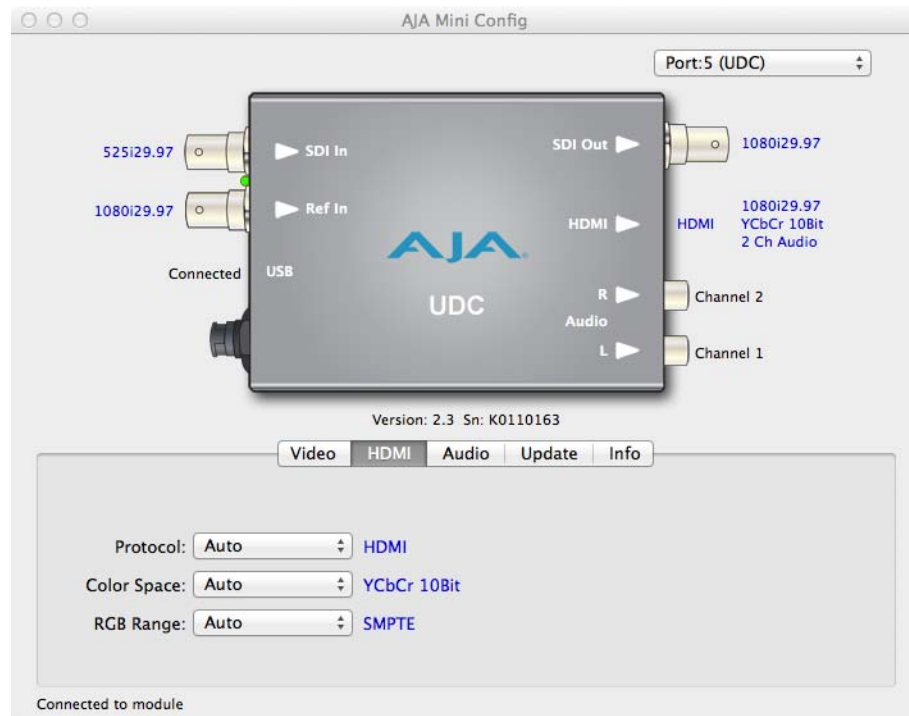 AJA Mini Config
Port:5 (UDC)
525i29.97
SDI In
SDI Out
1080i29.97
1080i29.97
Ref In
HDMI
HDMI
1080i29.97
YCbCr 10Bit
2 Ch Audio
AJA
Connected
USB
UDC
R
Channel 2
Audio
L
Channel 1
Version: 2.3 Sn: K0110163
Video HDMI Audio Update Info
Protocol: Auto HDMI
Color Space: Auto YCbCr 10Bit
RGB Range: Auto SMPTE
Connected to module